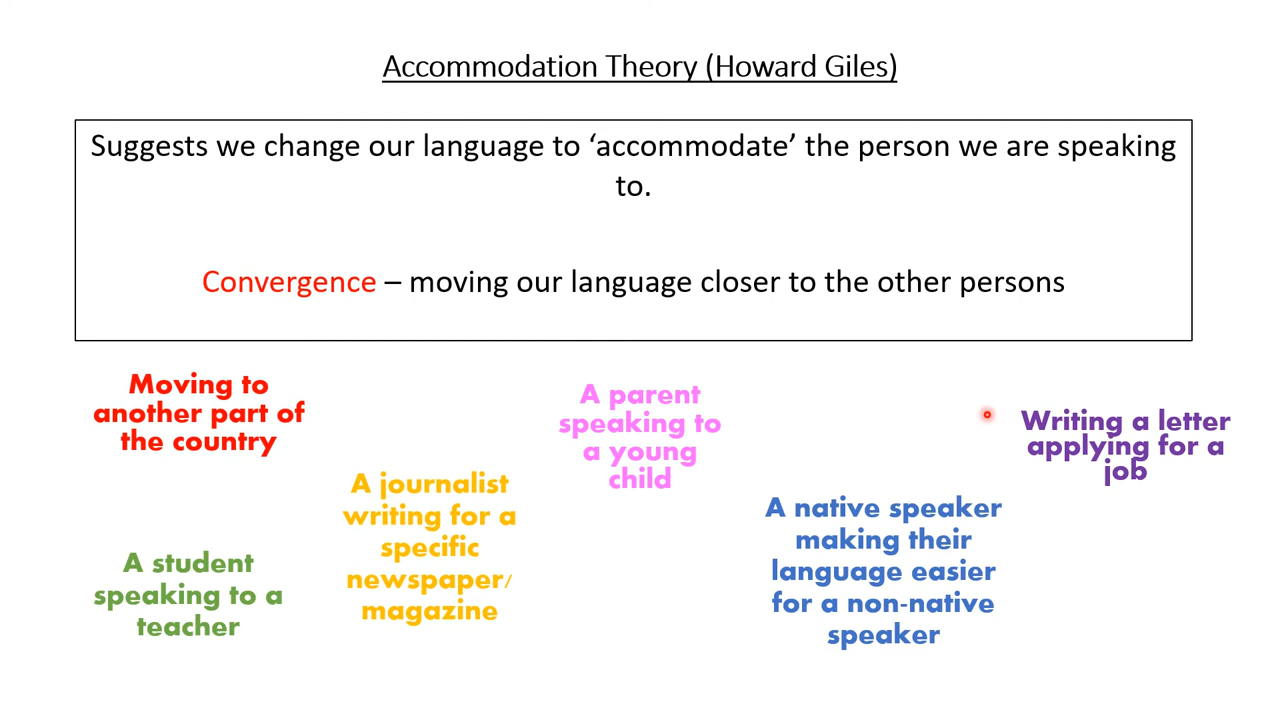 Accommodation Theory (Howard Giles)
Suggests we change our language to ‘accommodate’ the person we are speaking
to.
Convergence – moving our language closer to the other persons
Moving to
another part of
the country
A student
speaking to a
teacher
A journalist
writing for a
specific
newspaper/
magazine
A parent
speaking to
a young
child
A native speaker
making their
language easier
for a non-native
speaker
Writing a letter
applying for a
job